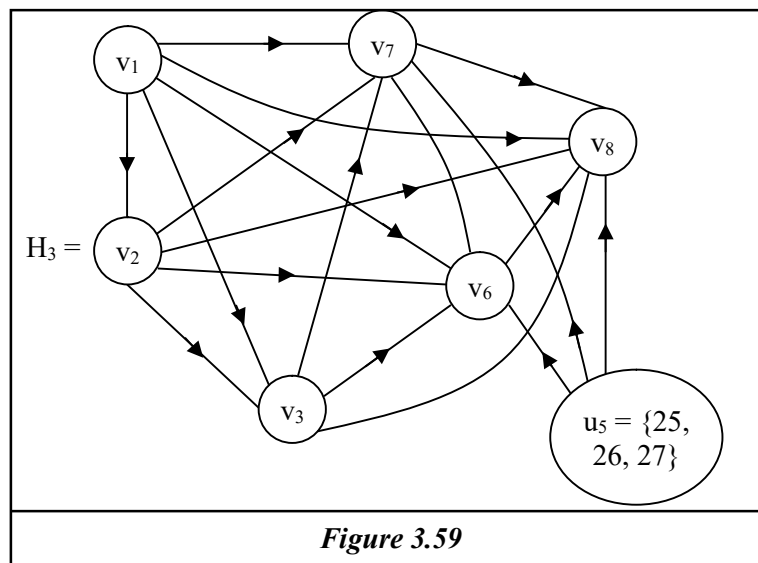 v₁
v₇
v₈
H₃ =
v₂
v₆
v₃
u₅ = {25,
26, 27}
Figure 3.59